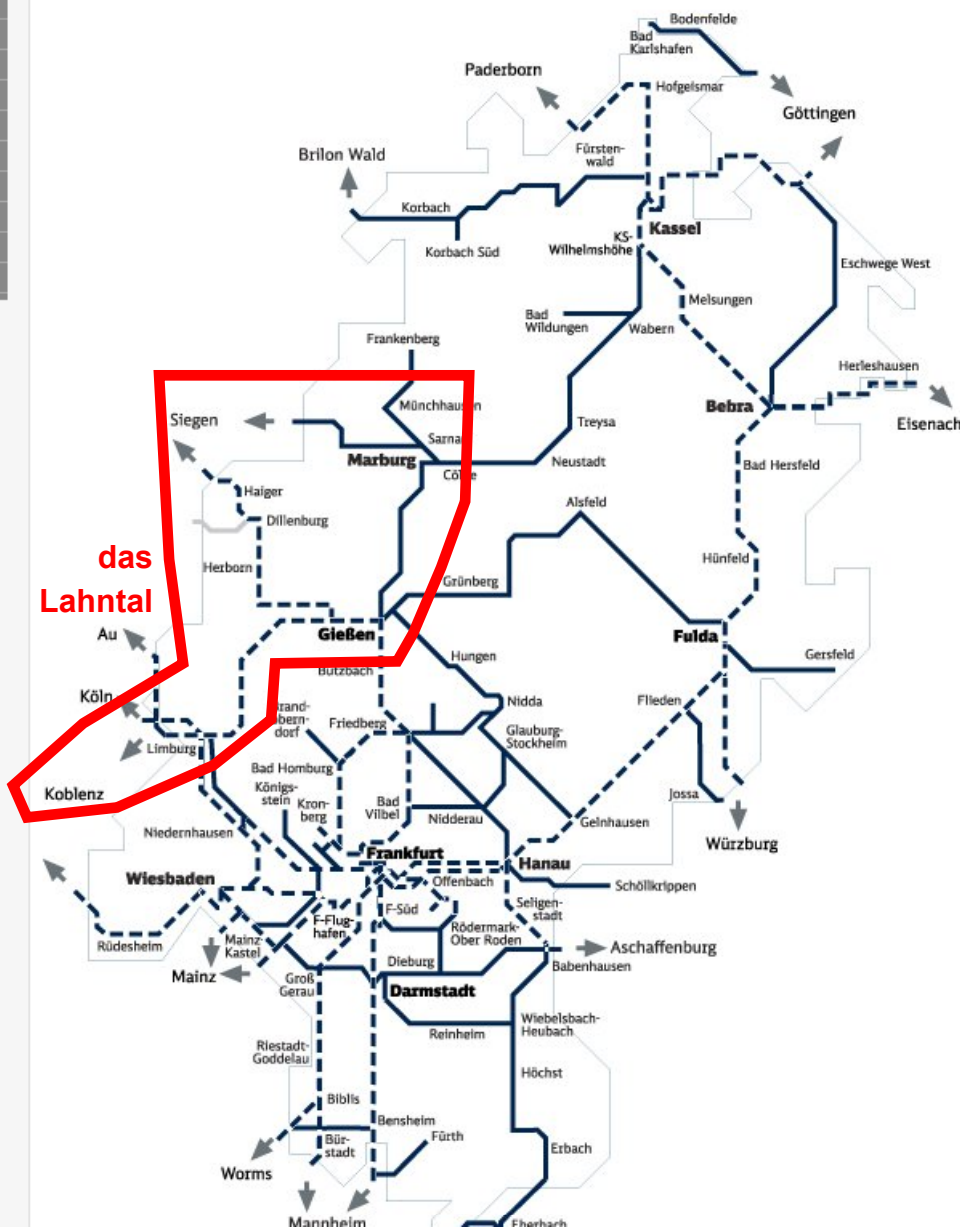 Bodenfelde
Bad
Karlshafen
Paderborn
Hofgeismar
Göttingen
Fürsten-
wald
Brilon Wald
Korbach
Kassel
KS-
Wilhelmshöhe
Korbach Süd
Eschwege West
Melsungen
Bad
Wildungen
Wabern
Frankenberg
Herleshausen
Münchhausen
Bebra
Siegen
Treysa
Eisenach
Sarna
Marburg
Neustadt
Bad Hersfeld
Haiger
Alsfeld
Dillenburg
das
Lahntal
Hünfeld
Herborn
Grünberg
Au
Gießen
Fulda
Hungen
Gersfeld
Butzbach
Köln
Nidda
Flieden
rand-
bern-
dorf
Friedberg
Glauburg-
Stockheim
Limburg
Bad Homburg
Koblenz
Königs-
stein
Kron-
berg
Bad
Vilbel
Nidderau
Jossa
Gelnhausen
Niedernhausen
Würzburg
Frankfurt
Hanau
Wiesbaden
Offenbach
Schöllkrippen
F-Süd
Seligen-
stadt
F-Flug-
hafen
Rödermark-
Ober Roden
Rüdesheim
Mainz-
Kastel
Aschaffenburg
Mainz
Dieburg
Babenhausen
Groß
Gerau
Darmstadt
Wiebelsbach-
Heubach
Reinheim
Riestadt-
Goddelau
Höchst
Biblis
Bensheim
Bür-
stadt
Fürth
Erbach
Worms
Mannheim
Eberbach